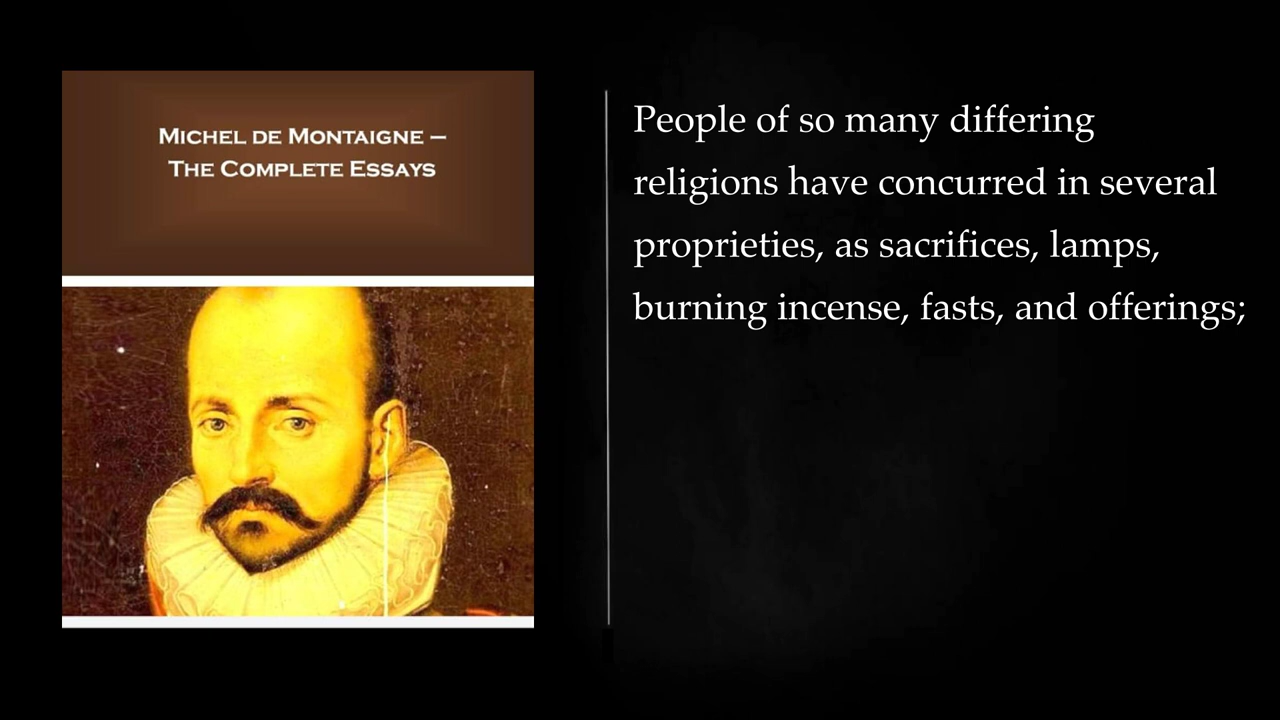 MICHEL DE MONTAIGNE –
THE COMPLETE ESSAYS
People of so many differing
religions have concurred in several
proprieties, as sacrifices, lamps,
burning incense, fasts, and offerings;